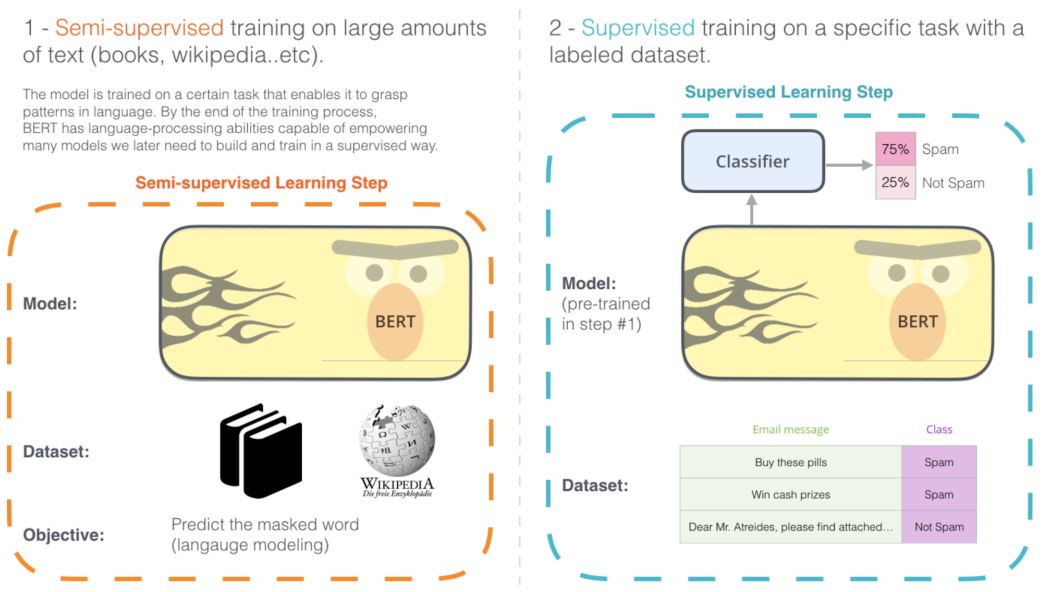 1 - Semi-supervised training on large amounts
of text (books, wikipedia..etc).
The model is trained on a certain task that enables it to grasp
patterns in language. By the end of the training process,
BERT has language-processing abilities capable of empowering
many models we later need to build and train in a supervised way.
Semi-supervised Learning Step
Model:
BERT
Dataset:
WIKIPEDIA
Die freie Enzyklopädie
Objective:
Predict the masked word
(langauge modeling)
2 - Supervised training on a specific task with a
labeled dataset.
Supervised Learning Step
Classifier
75% Spam
25% Not Spam
Model:
(pre-trained
in step #1)
BERT
Dataset:
Email message Class
Buy these pills Spam
Win cash prizes Spam
Dear Mr. Atreides, please find attached... Not Spam